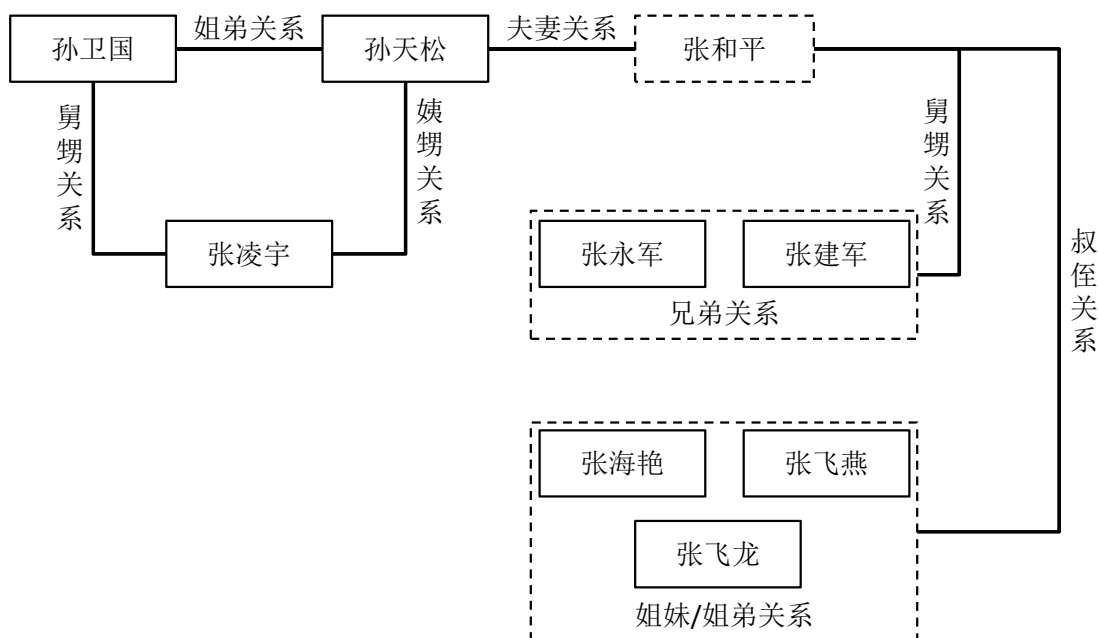 孙卫国
姐弟关系
孙天松
夫妻关系
张和平
舅甥关系
姨甥关系
舅甥关系
叔侄关系
张凌宇
张永军
张建军
兄弟关系
张海艳
张飞燕
张飞龙
姐妹/姐弟关系